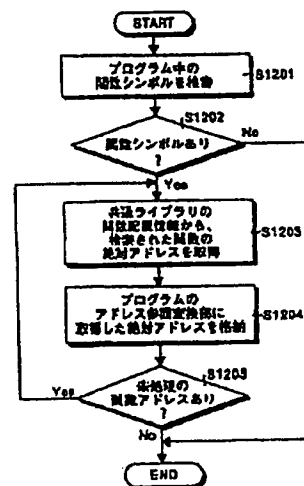 START
プログラム中の
関数シンボルを検索
S1201
S1202
関数シンボルあり
?
No
Yes
共通ライブラリの
関数配置情報から、
検索された関数の
絶対アドレスを取得
S1203
プログラムの
アドレス参照変換部に
取得した絶対アドレスを格納
S1204
S1203
未処理の
関数アドレスあり
?
Yes
No
END